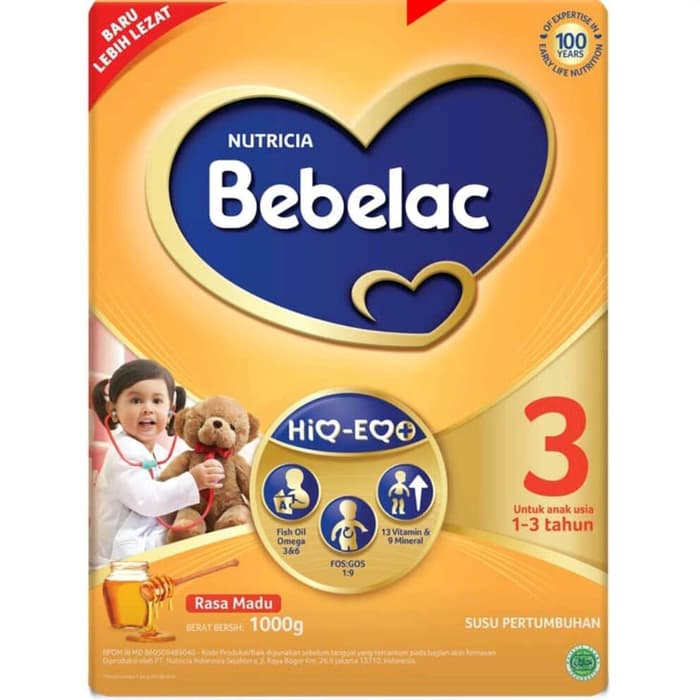 BARU
LEBIH LEZAT
OF EXPERTISE IN
100
YEARS
EARLY LIFE NUTRITION
NUTRICIA
Bebelac
HiQ-EQ+
3
Untuk anak usia
1-3 tahun
Fish Oil
Omega
3&6
FOS:GOS
1:9
13 Vitamin &
9 Mineral
Rasa Madu
BERAT BERSIH: 1000g
SUSU PERTUMBUHAN